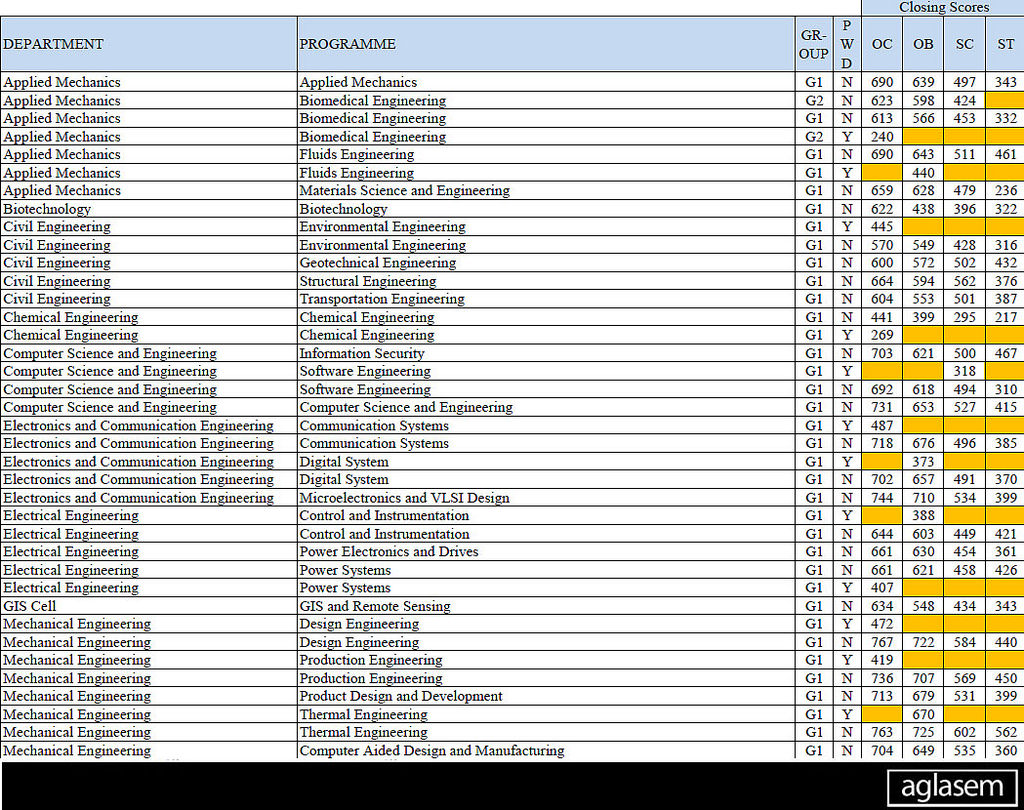 Closing Scores
DEPARTMENT PROGRAMME GR-OUP PWD OC OB SC ST
Applied Mechanics Applied Mechanics G1 N 690 639 497 343
Applied Mechanics Biomedical Engineering G2 N 623 598 424
Applied Mechanics Biomedical Engineering G1 N 613 566 453 332
Applied Mechanics Biomedical Engineering G2 Y 240
Applied Mechanics Fluids Engineering G1 N 690 643 511 461
Applied Mechanics Fluids Engineering G1 Y 440
Applied Mechanics Materials Science and Engineering G1 N 659 628 479 236
Biotechnology Biotechnology G1 N 622 438 396 322
Civil Engineering Environmental Engineering G1 Y 445
Civil Engineering Environmental Engineering G1 N 570 549 428 316
Civil Engineering Geotechnical Engineering G1 N 600 572 502 432
Civil Engineering Structural Engineering G1 N 664 594 562 376
Civil Engineering Transportation Engineering G1 N 604 553 501 387
Chemical Engineering Chemical Engineering G1 N 441 399 295 217
Chemical Engineering Chemical Engineering G1 Y 269
Computer Science and Engineering Information Security G1 N 703 621 500 467
Computer Science and Engineering Software Engineering G1 Y 318
Computer Science and Engineering Software Engineering G1 N 692 618 494 310
Computer Science and Engineering Computer Science and Engineering G1 N 731 653 527 415
Electronics and Communication Engineering Communication Systems G1 Y 487
Electronics and Communication Engineering Communication Systems G1 N 718 676 496 385
Electronics and Communication Engineering Digital System G1 Y 373
Electronics and Communication Engineering Digital System G1 N 702 657 491 370
Electronics and Communication Engineering Microelectronics and VLSI Design G1 N 744 710 534 399
Electrical Engineering Control and Instrumentation G1 Y 388
Electrical Engineering Control and Instrumentation G1 N 644 603 449 421
Electrical Engineering Power Electronics and Drives G1 N 661 630 454 361
Electrical Engineering Power Systems G1 N 661 621 458 426
Electrical Engineering Power Systems G1 Y 407
GIS Cell GIS and Remote Sensing G1 N 634 548 434 343
Mechanical Engineering Design Engineering G1 Y 472
Mechanical Engineering Design Engineering G1 N 767 722 584 440
Mechanical Engineering Production Engineering G1 Y 419
Mechanical Engineering Production Engineering G1 N 736 707 569 450
Mechanical Engineering Product Design and Development G1 N 713 679 531 399
Mechanical Engineering Thermal Engineering G1 Y 670
Mechanical Engineering Thermal Engineering G1 N 763 725 602 562
Mechanical Engineering Computer Aided Design and Manufacturing G1 N 704 649 535 360
aglasem